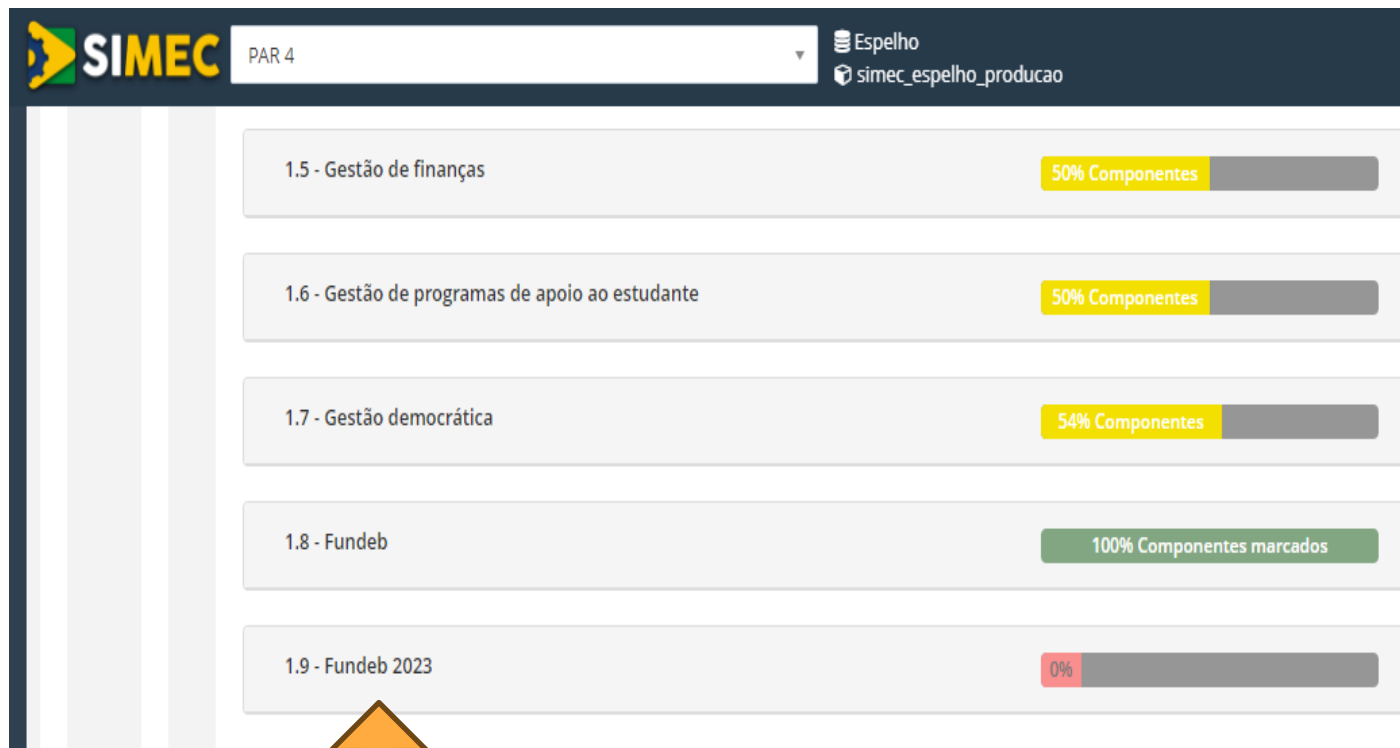 SIMEC
PAR 4
Espelho
simec_espelho_producao
1.5 - Gestão de finanças
50% Componentes
1.6 - Gestão de programas de apoio ao estudante
50% Componentes
1.7 - Gestão democrática
54% Componentes
1.8 - Fundeb
100% Componentes marcados
1.9 - Fundeb 2023
0%